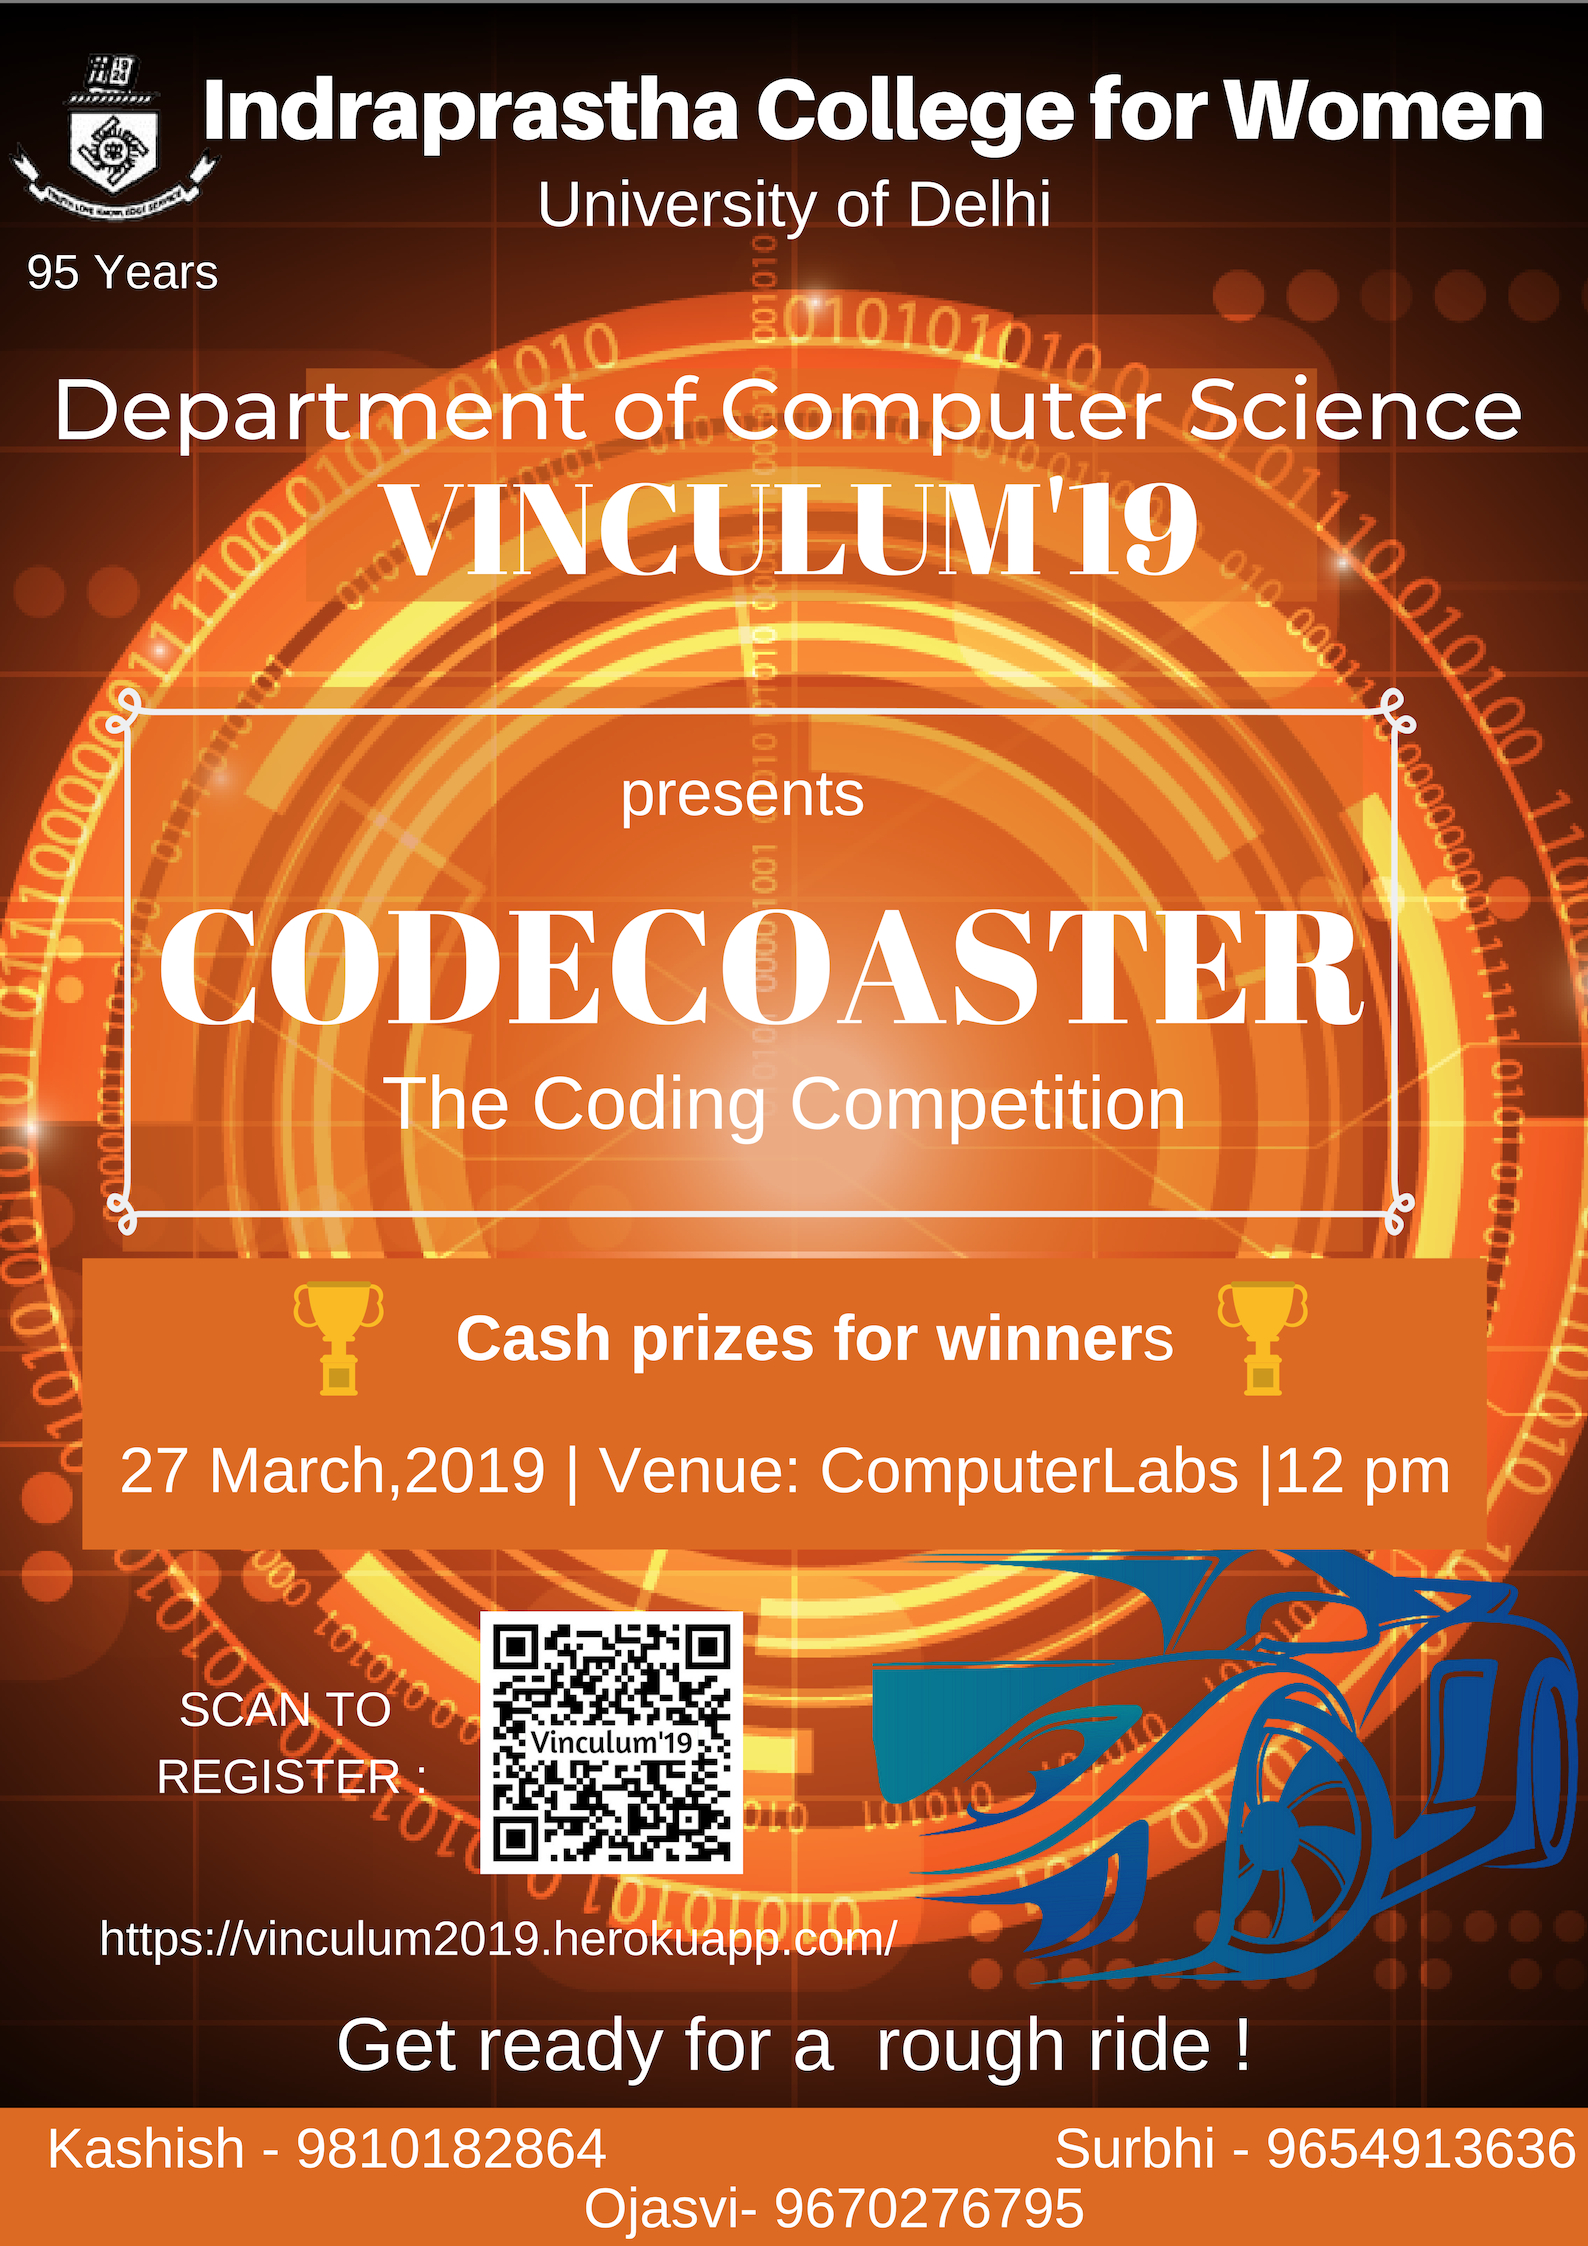 Indraprastha College for Women
University of Delhi
95 Years
Department of Computer Science
VINCULUM'19
presents
CODECOASTER
The Coding Competition
Cash prizes for winners
27 March,2019 | Venue: ComputerLabs |12 pm
SCAN TO
REGISTER :
Vinculum'19
https://vinculum2019.herokuapp.com/
Get ready for a rough ride !
Kashish - 9810182864
Surbhi - 9654913636
Ojasvi- 9670276795